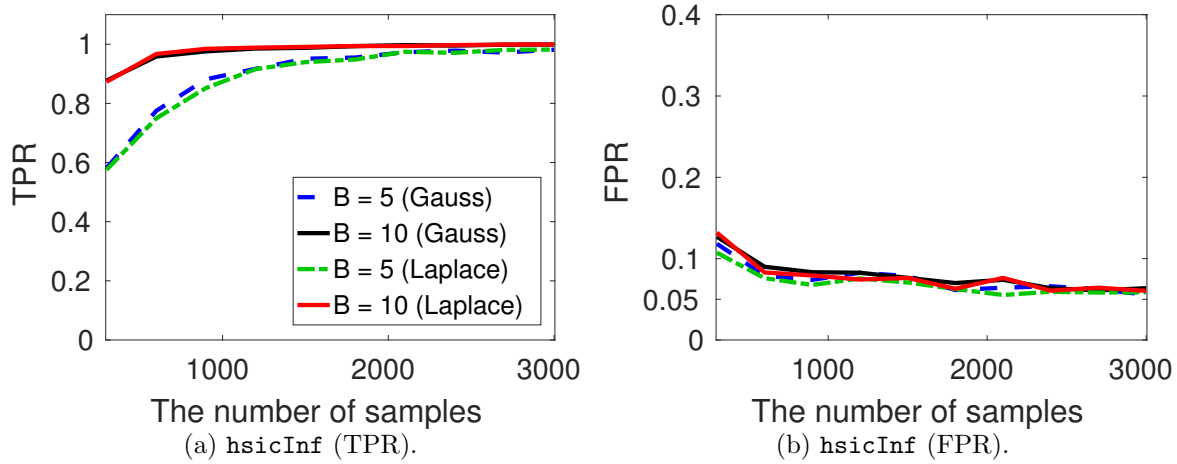 1
0.8
0.6
0.4
0.2
0
TPR
B = 5 (Gauss)
B = 10 (Gauss)
B = 5 (Laplace)
B = 10 (Laplace)
1000
2000
3000
The number of samples
(a) hsicInf (TPR).
0.4
0.3
0.2
0.1
0.05
0
FPR
1000
2000
3000
The number of samples
(b) hsicInf (FPR).